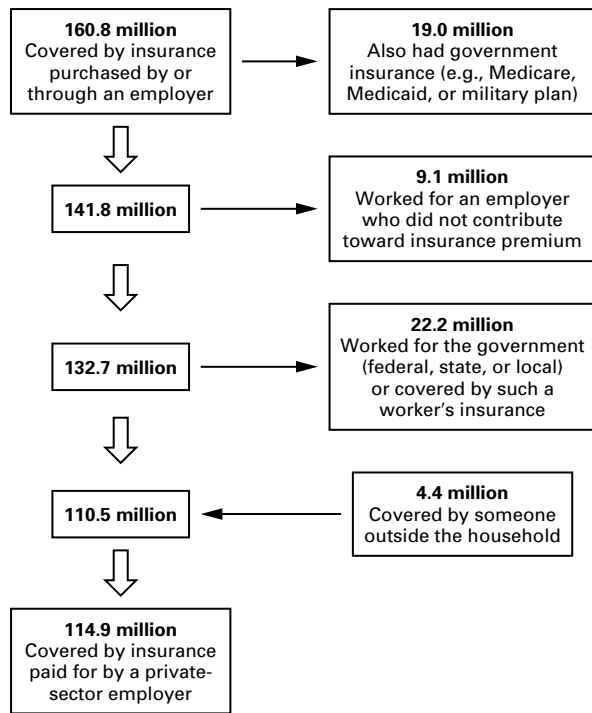 160.8 million
Covered by insurance
purchased by or
through an employer
19.0 million
Also had government
insurance (e.g., Medicare,
Medicaid, or military plan)
141.8 million
9.1 million
Worked for an employer
who did not contribute
toward insurance premium
132.7 million
22.2 million
Worked for the government
(federal, state, or local)
or covered by such a
worker's insurance
110.5 million
4.4 million
Covered by someone
outside the household
114.9 million
Covered by insurance
paid for by a private-
sector employer